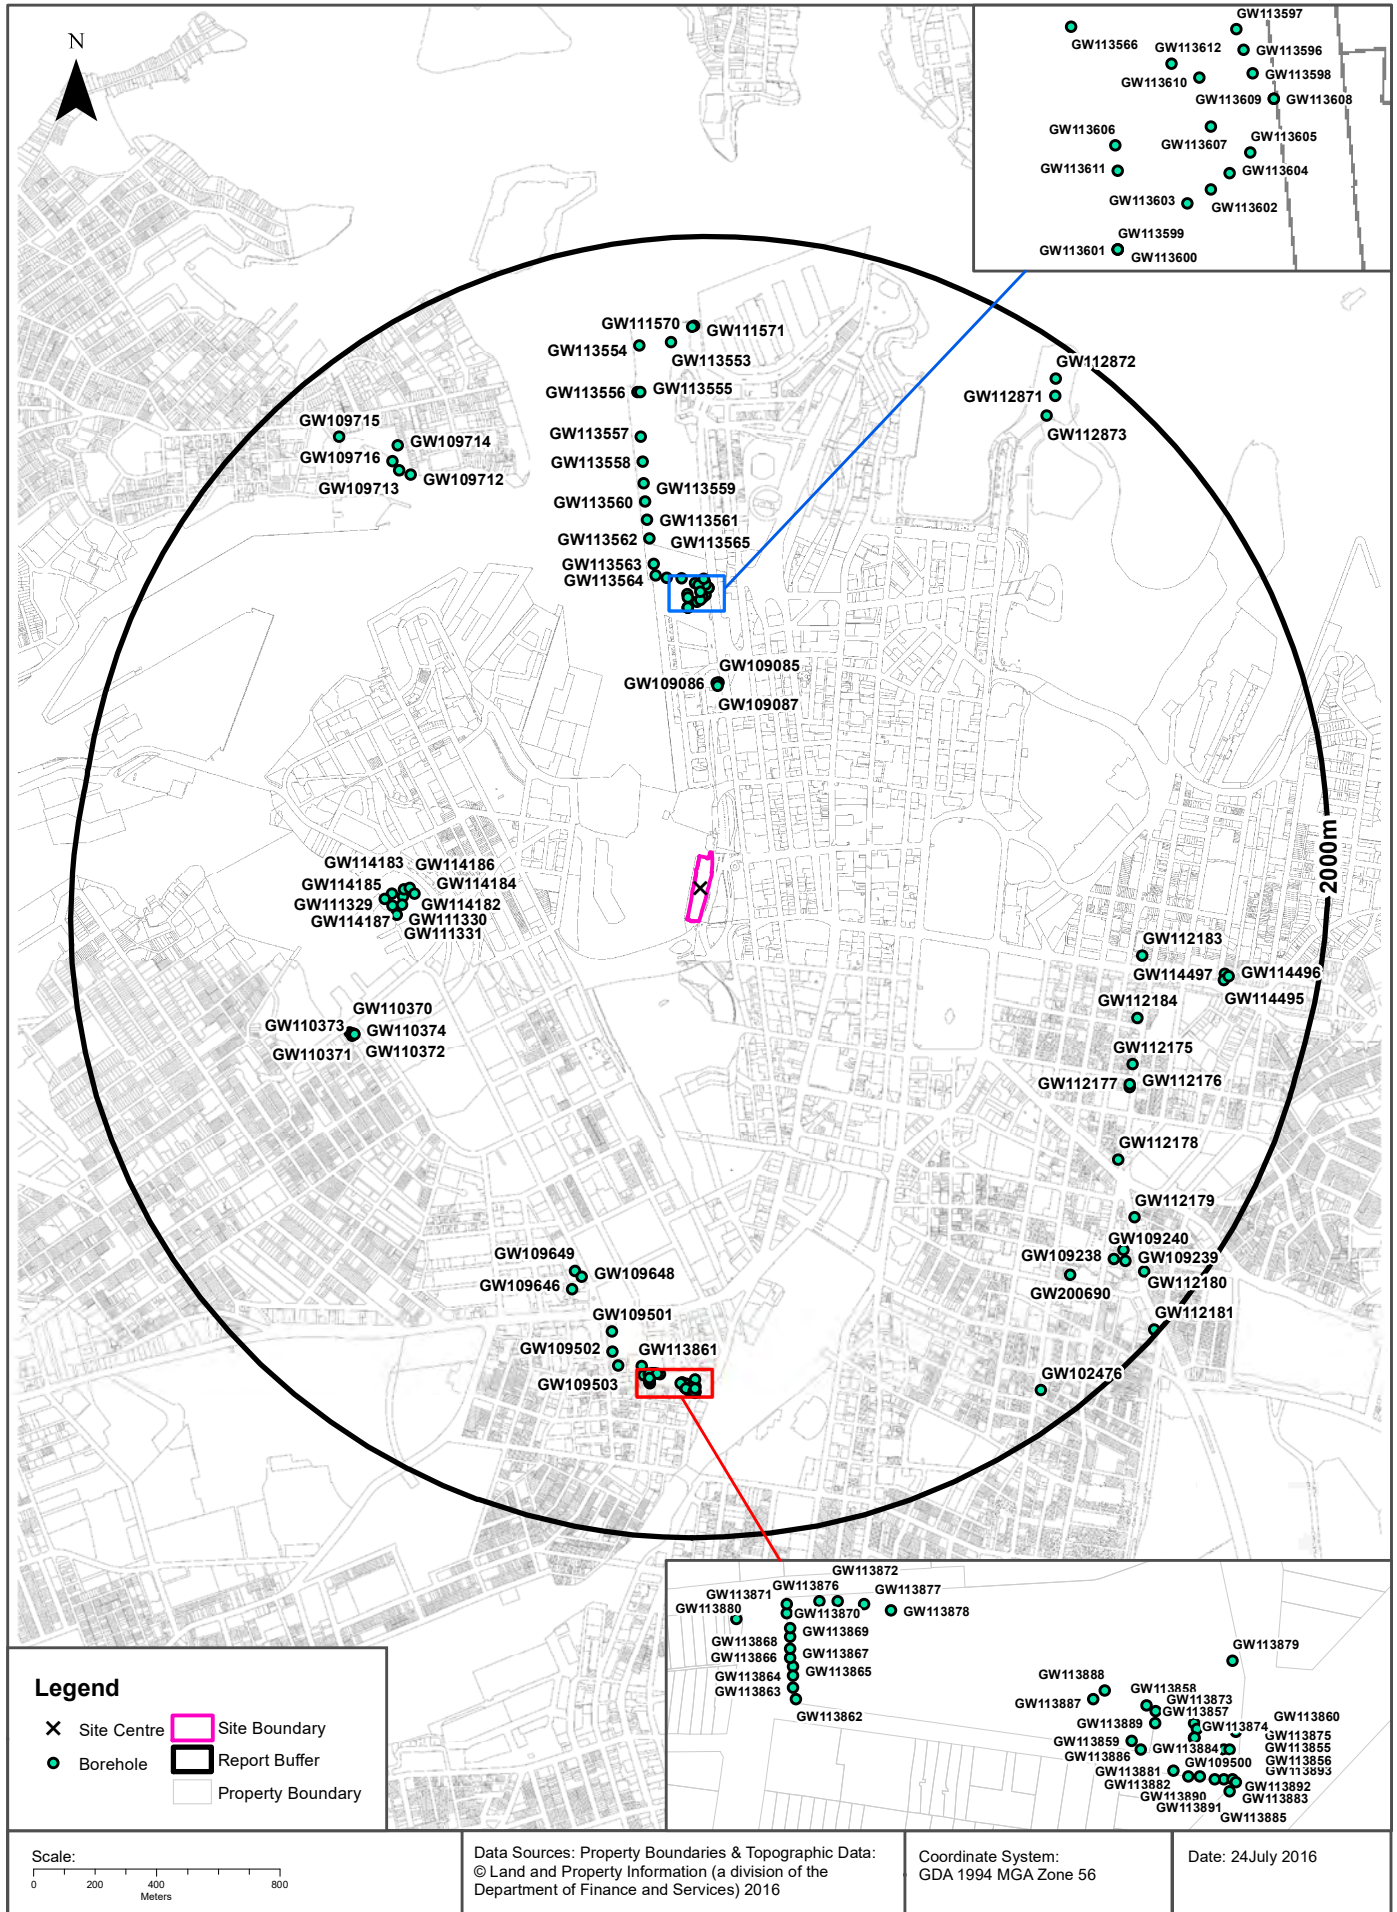 N
GW113597
GW113566
GW113612
GW113596
GW113610
GW113598
GW113609
GW113608
GW113606
GW113607
GW113605
GW113611
GW113604
GW113603
GW113602
GW113599
GW113601
GW113600
GW111570
GW111571
GW113554
GW113553
GW113556
GW113555
GW112872
GW112871
GW112873
GW109715
GW109714
GW109716
GW109713
GW109712
GW113557
GW113558
GW113559
GW113560
GW113561
GW113562
GW113565
GW113563
GW113564
GW109085
GW109086
GW109087
2000m
GW114183
GW114186
GW114185
GW114184
GW111329
GW114182
GW114187
GW111330
GW111331
GW112183
GW114497
GW114496
GW114495
GW112184
GW110370
GW110373
GW110374
GW110371
GW110372
GW112175
GW112177
GW112176
GW112178
GW112179
GW109240
GW109238
GW109239
GW112180
GW200690
GW112181
GW109649
GW109648
GW109646
GW109501
GW109502
GW113861
GW109503
GW102476
GW113872
GW113876
GW113871
GW113877
GW113880
GW113870
GW113878
GW113869
GW113868
GW113867
GW113866
GW113865
GW113864
GW113863
GW113862
GW113879
GW113888
GW113858
GW113887
GW113873
GW113857
GW113860
GW113889
GW113874
GW113875
GW113859
GW113884
GW113855
GW113886
GW109500
GW113856
GW113881
GW113893
GW113882
GW113892
GW113890
GW113883
GW113891
GW113885
Legend
Site Centre
Site Boundary
Borehole
Report Buffer
Property Boundary
Scale:
0 200 400 800
Meters
Data Sources: Property Boundaries & Topographic Data:
© Land and Property Information (a division of the
Department of Finance and Services) 2016
Coordinate System:
GDA 1994 MGA Zone 56
Date: 24July 2016